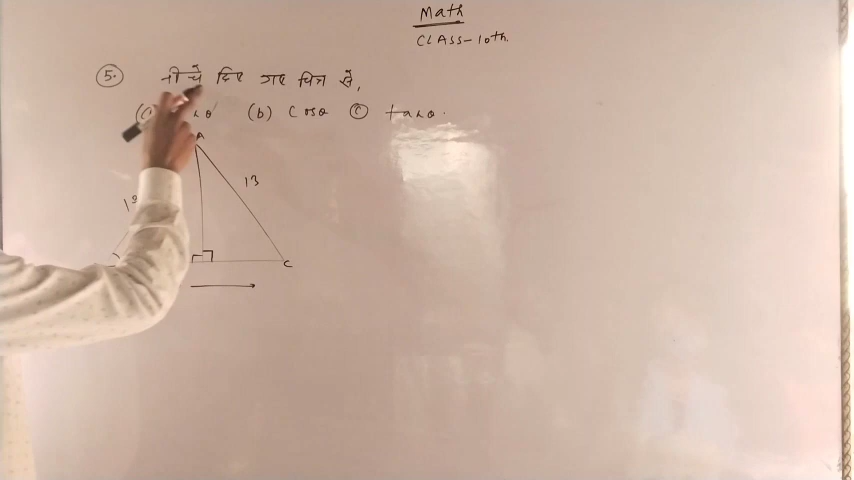 Math
CLASS-10th.
5. नीचे दिए गए चित्र से,
(b) Cosθ (c) tanθ.
A
13
C